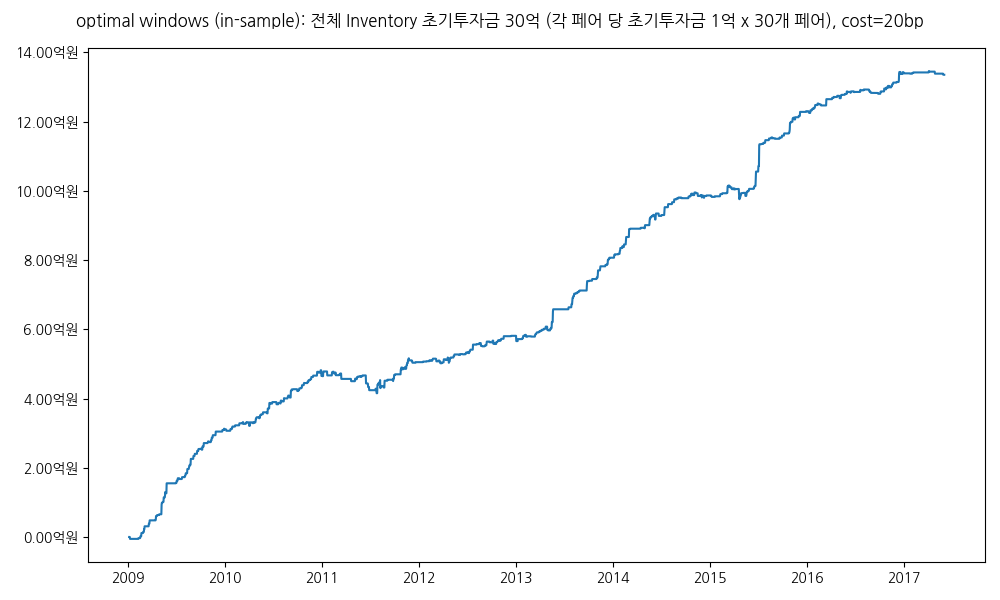 optimal windows (in-sample): 전체 Inventory 초기투자금 30억 (각 페어 당 초기투자금 1억 x 30개 페어), cost=20bp
14.00억원
12.00억원
10.00억원
8.00억원
6.00억원
4.00억원
2.00억원
0.00억원
2009 2010 2011 2012 2013 2014 2015 2016 2017